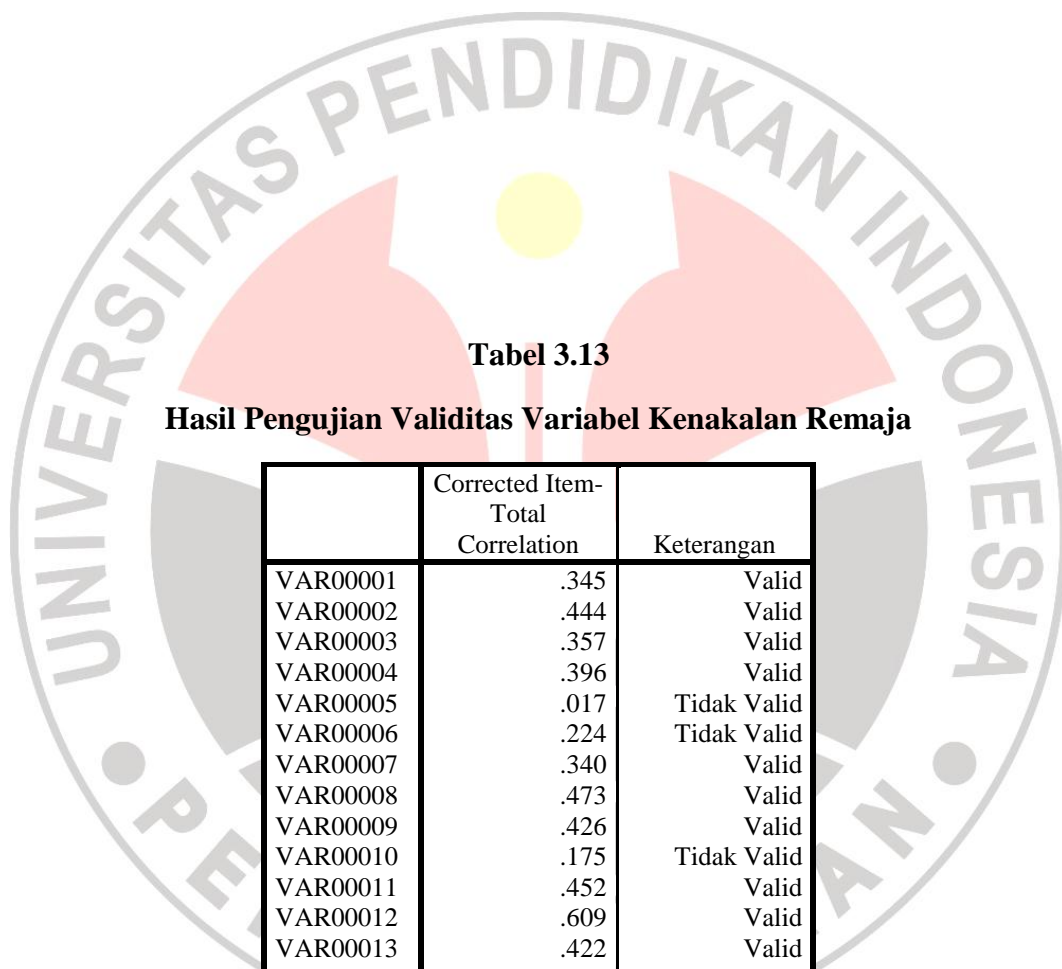 UNIVERSITAS PENDIDIKAN INDONESIA
Tabel 3.13
Hasil Pengujian Validitas Variabel Kenakalan Remaja
Corrected Item-
Total
Correlation Keterangan
VAR00001 .345 Valid
VAR00002 .444 Valid
VAR00003 .357 Valid
VAR00004 .396 Valid
VAR00005 .017 Tidak Valid
VAR00006 .224 Tidak Valid
VAR00007 .340 Valid
VAR00008 .473 Valid
VAR00009 .426 Valid
VAR00010 .175 Tidak Valid
VAR00011 .452 Valid
VAR00012 .609 Valid
VAR00013 .422 Valid